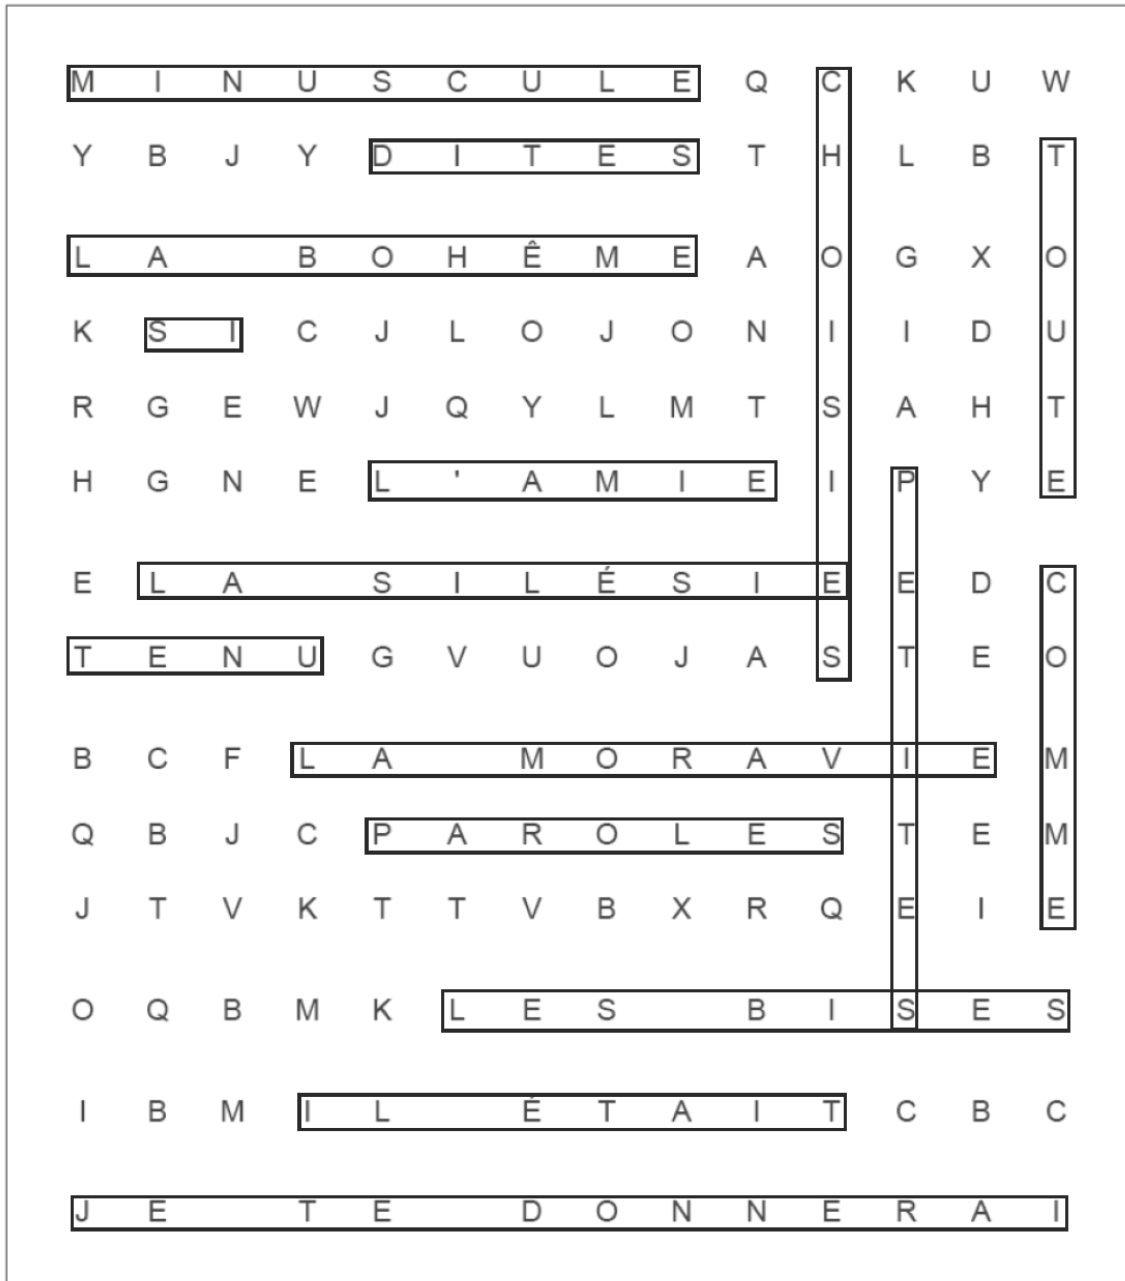 M I N U S C U L E Q C K U W
Y B J Y D I T E S T H L B T
L A   B O H Ê M E A O G X O
K S I C J L O J O N I I D U
R G E W J Q Y L M T S A H T
H G N E L ' A M I E I P Y E
E L A   S I L É S I E E D C
T E N U G V U O J A S T E O
B C F L A   M O R A V I E M
Q B J C P A R O L E S T E M
J T V K T T V B X R Q E I E
O Q B M K L E S   B I S E S
I B M I L   É T A I T C B C
J E   T E   D O N N E R A I